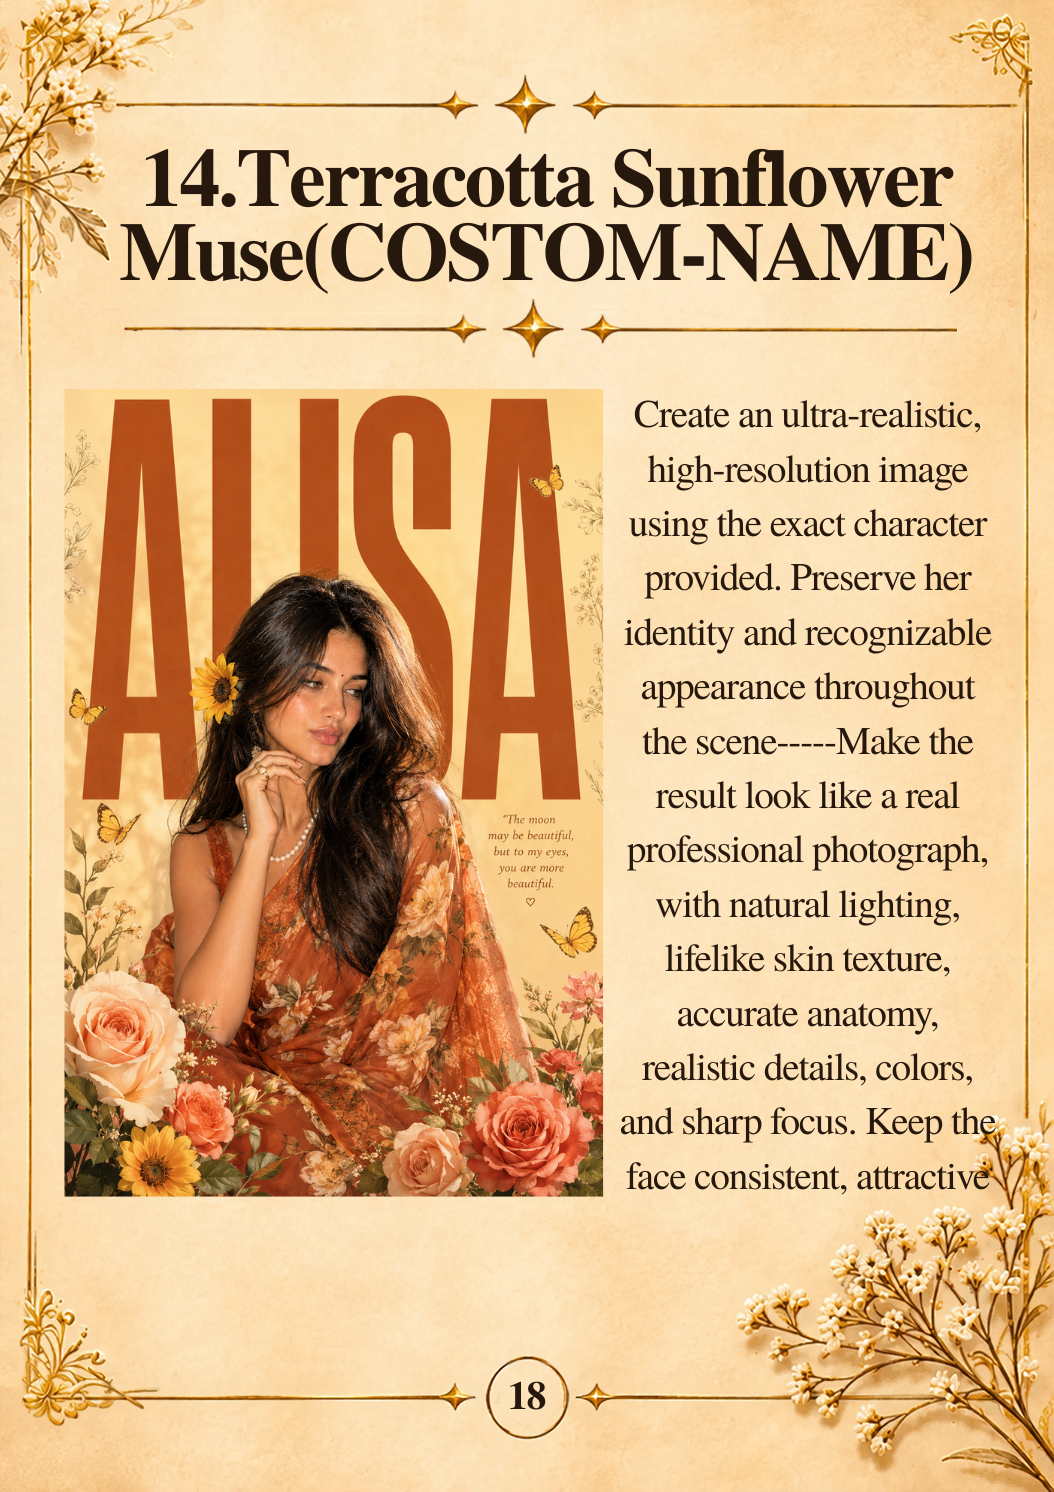 14.Terracotta Sunflower
Muse(COSTOM-NAME)
ALISA
"The moon
may be beautiful,
but to my eyes,
you are more
beautiful.
Create an ultra-realistic,
high-resolution image
using the exact character
provided. Preserve her
identity and recognizable
appearance throughout
the scene-----Make the
result look like a real
professional photograph,
with natural lighting,
lifelike skin texture,
accurate anatomy,
realistic details, colors,
and sharp focus. Keep the
face consistent, attractive
18